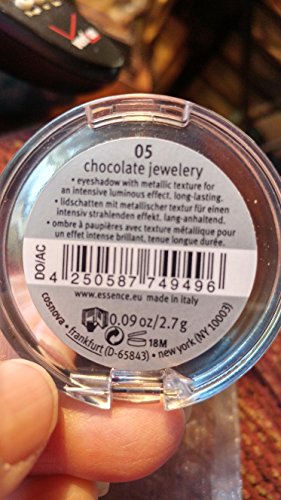 05
chocolate jewelery
• eyeshadow with metallic texture for
an intensive luminous effect. long-lasting.
• lidschatten mit metallischer textur für einen
intensiv strahlenden effekt. lang-anhaltend.
• ombre à paupières avec texture métallique pour
un effet intense brillant, tenue longue durée.
DO/AC
4 250587 749496
www.essence.eu made in italy
0.09 oz/2.7 g
18M
cosnova • frankfurt (D-65843) • new york (NY 10003)